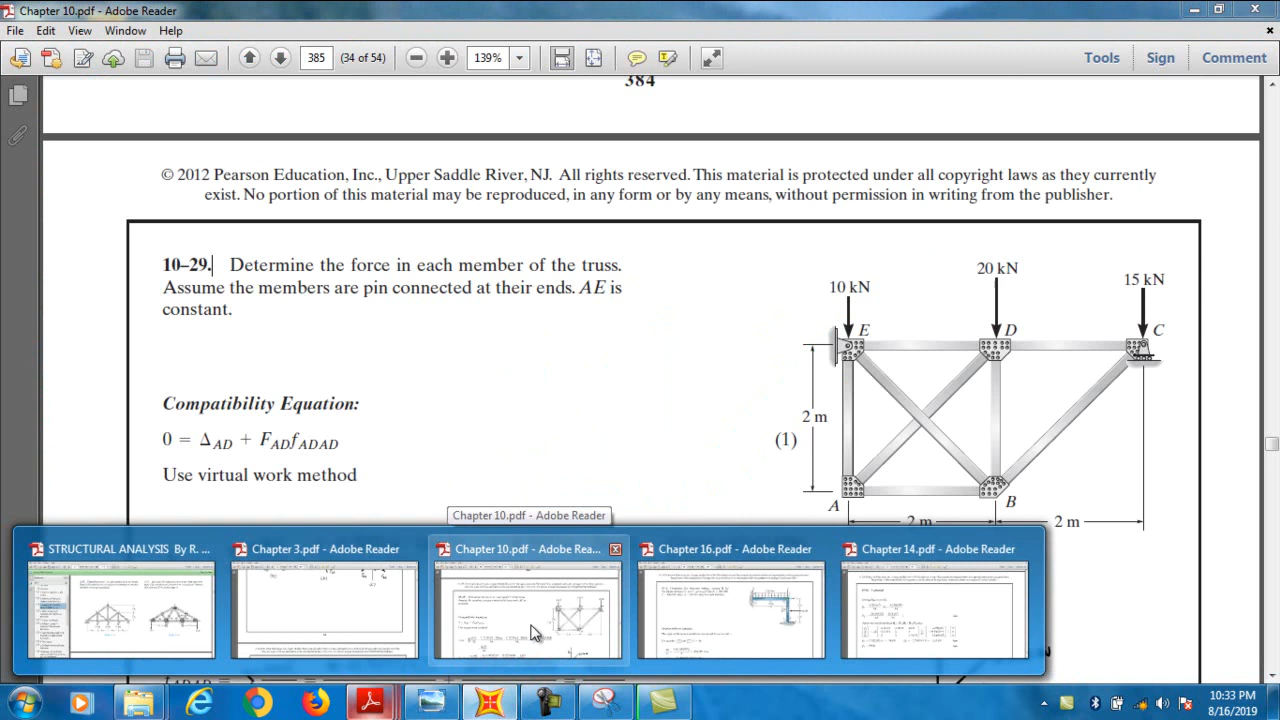 Chapter 10.pdf - Adobe Reader
File Edit View Window Help
385 (34 of 54) 139% Tools Sign Comment
384
© 2012 Pearson Education, Inc., Upper Saddle River, NJ. All rights reserved. This material is protected under all copyright laws as they currently
exist. No portion of this material may be reproduced, in any form or by any means, without permission in writing from the publisher.
10–29. Determine the force in each member of the truss.
Assume the members are pin connected at their ends. AE is
constant.
Compatibility Equation:
0 = ΔAD + FADfADAD
(1)
Use virtual work method
20 kN
10 kN
15 kN
E
D
C
2 m
A
B
2 m
2 m
Chapter 10.pdf - Adobe Reader
STRUCTURAL ANALYSIS By R. ...
Chapter 3.pdf - Adobe Reader
Chapter 10.pdf - Adobe Rea...
Chapter 16.pdf - Adobe Reader
Chapter 14.pdf - Adobe Reader
10:33 PM
8/16/2019